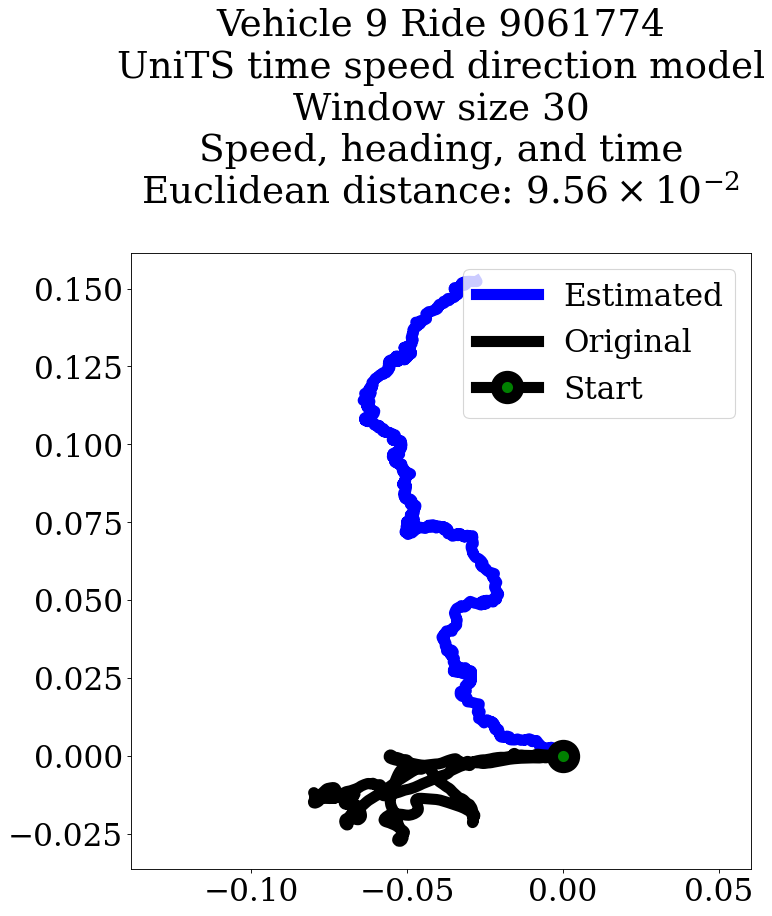 Vehicle 9 Ride 9061774
UniTS time speed direction model
Window size 30
Speed, heading, and time
Euclidean distance: 9.56 × 10⁻²
0.150
0.125
0.100
0.075
0.050
0.025
0.000
−0.025
Estimated
Original
Start
−0.10
−0.05
0.00
0.05